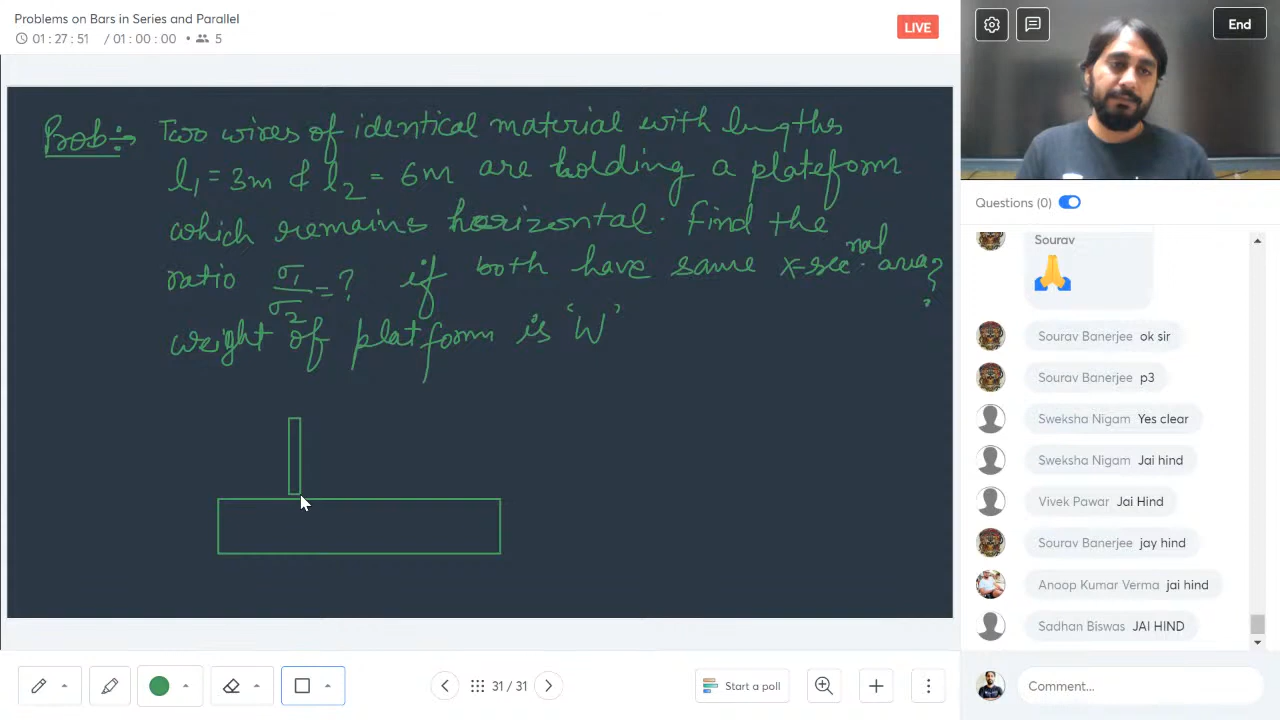 Problems on Bars in Series and Parallel
01:27:51 / 01:00:00 • 5
LIVE
End
Prob:- Two wires of identical material with lengths
l1 = 3m & l2 = 6m are holding a plateform
which remains horizontal. Find the
ratio σ1/σ2 = ? if both have same x-sec.nal area?
weight of platform is 'W'
Questions (0)
Sourav
Sourav Banerjee ok sir
Sourav Banerjee p3
Sweksha Nigam Yes clear
Sweksha Nigam Jai hind
Vivek Pawar Jai Hind
Sourav Banerjee jay hind
Anoop Kumar Verma jai hind
Sadhan Biswas JAI HIND
31 / 31
Start a poll
Comment...